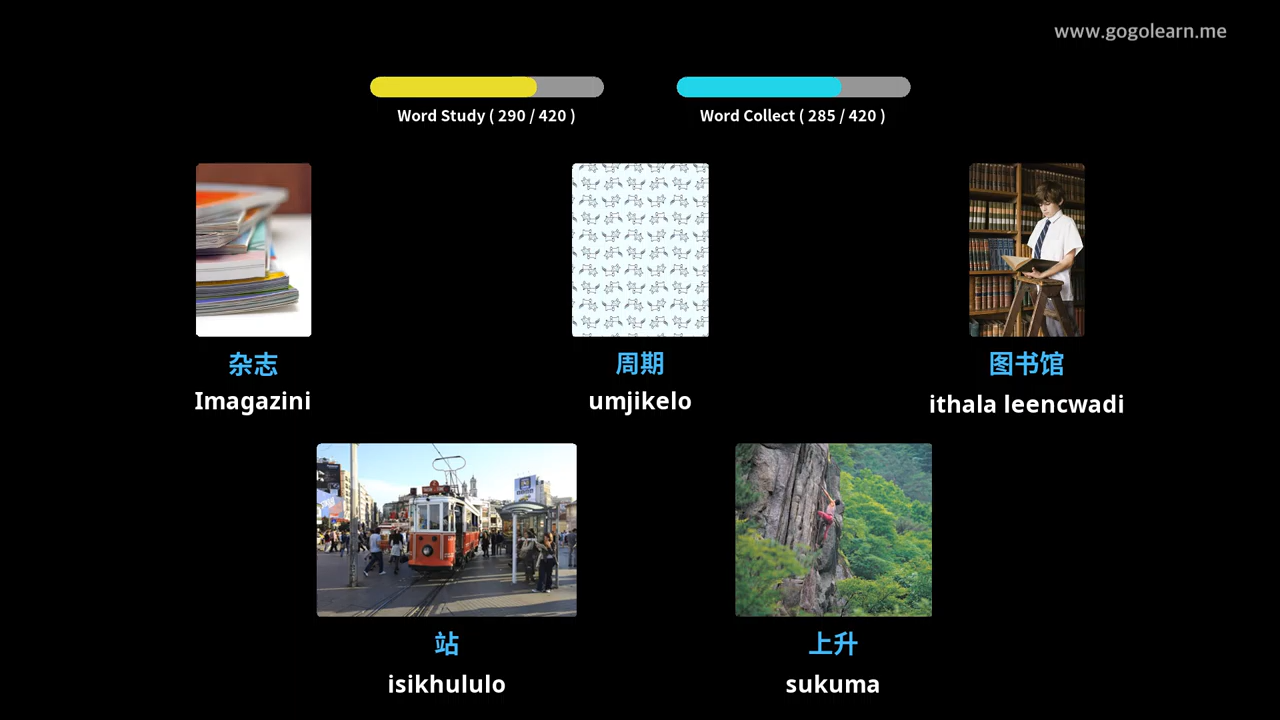 www.gogolearn.me
Word Study ( 290 / 420 )
Word Collect ( 285 / 420 )
杂志
Imagazini
周期
umjikelo
图书馆
ithala leencwadi
站
isikhululo
上升
sukuma